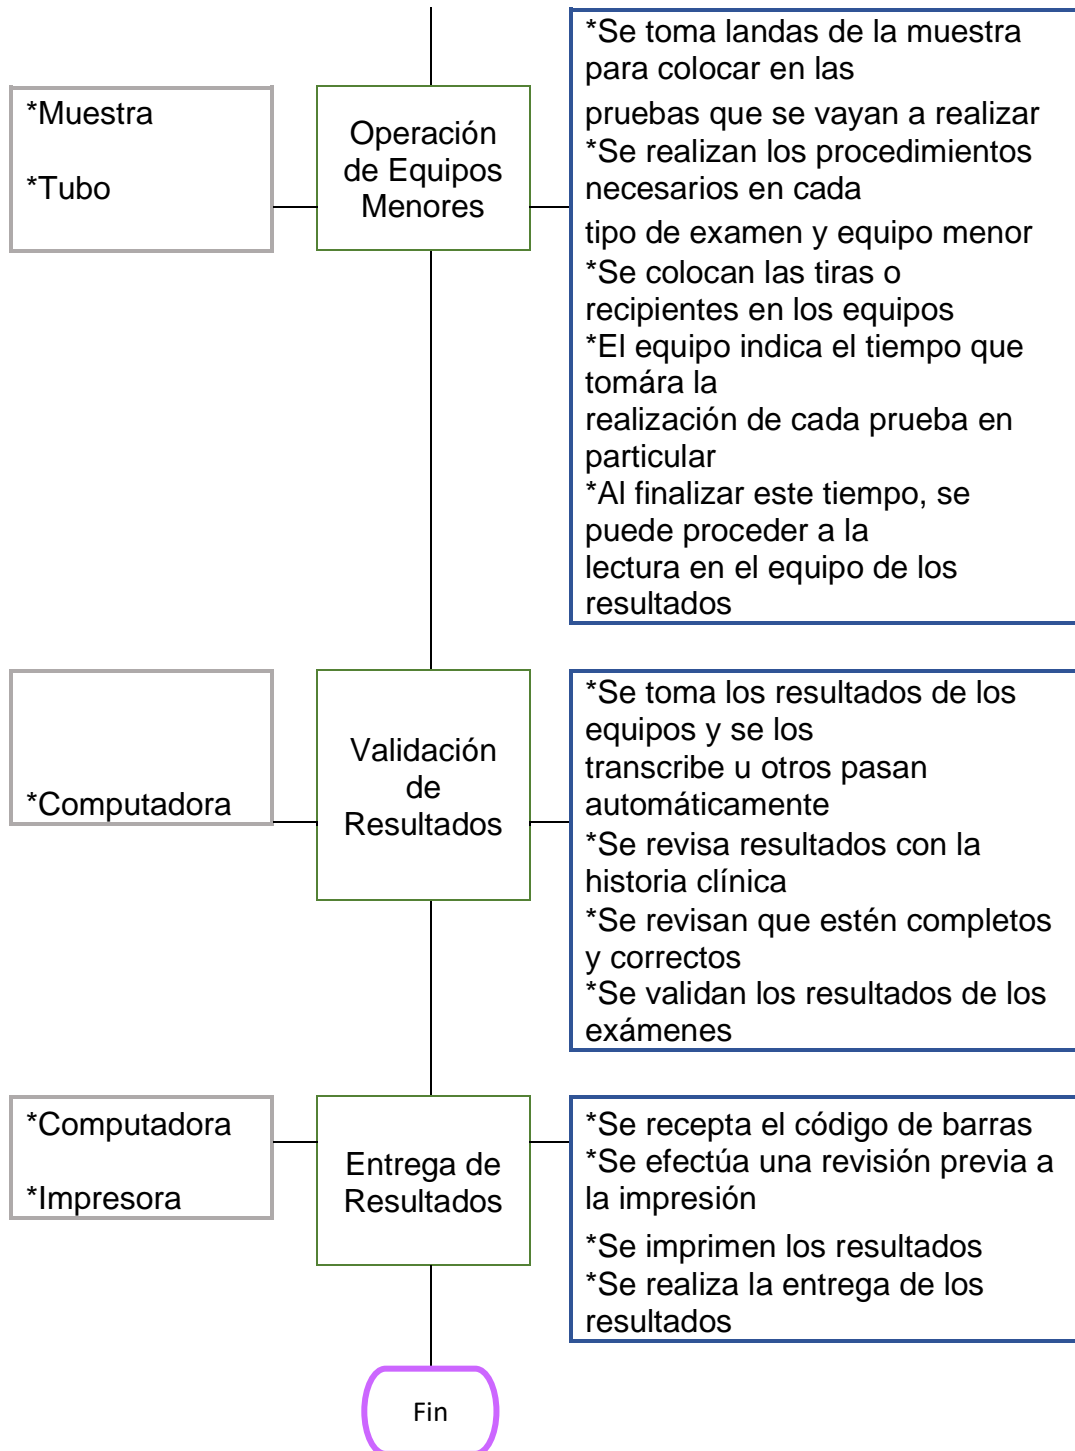 *Muestra
*Tubo
Operación
de Equipos
Menores
*Se toma landas de la muestra
para colocar en las
pruebas que se vayan a realizar
*Se realizan los procedimientos
necesarios en cada
tipo de examen y equipo menor
*Se colocan las tiras o
recipientes en los equipos
*El equipo indica el tiempo que
tomára la
realización de cada prueba en
particular
*Al finalizar este tiempo, se
puede proceder a la
lectura en el equipo de los
resultados
*Computadora
Validación
de
Resultados
*Se toma los resultados de los
equipos y se los
transcribe u otros pasan
automáticamente
*Se revisa resultados con la
historia clínica
*Se revisan que estén completos
y correctos
*Se validan los resultados de los
exámenes
*Computadora
*Impresora
Entrega de
Resultados
*Se recepta el código de barras
*Se efectúa una revisión previa a
la impresión
*Se imprimen los resultados
*Se realiza la entrega de los
resultados
Fin